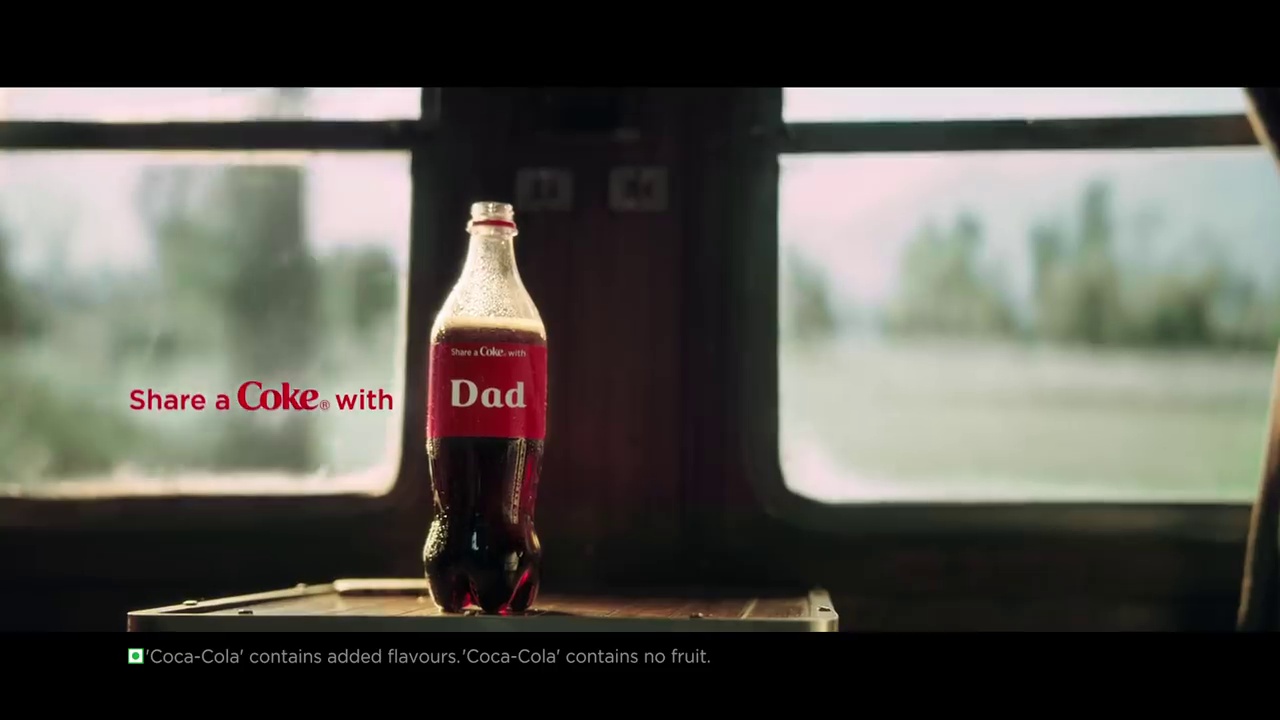 Share a Coke® with
Share a Coke® with
Dad
'Coca-Cola' contains added flavours.'Coca-Cola' contains no fruit.